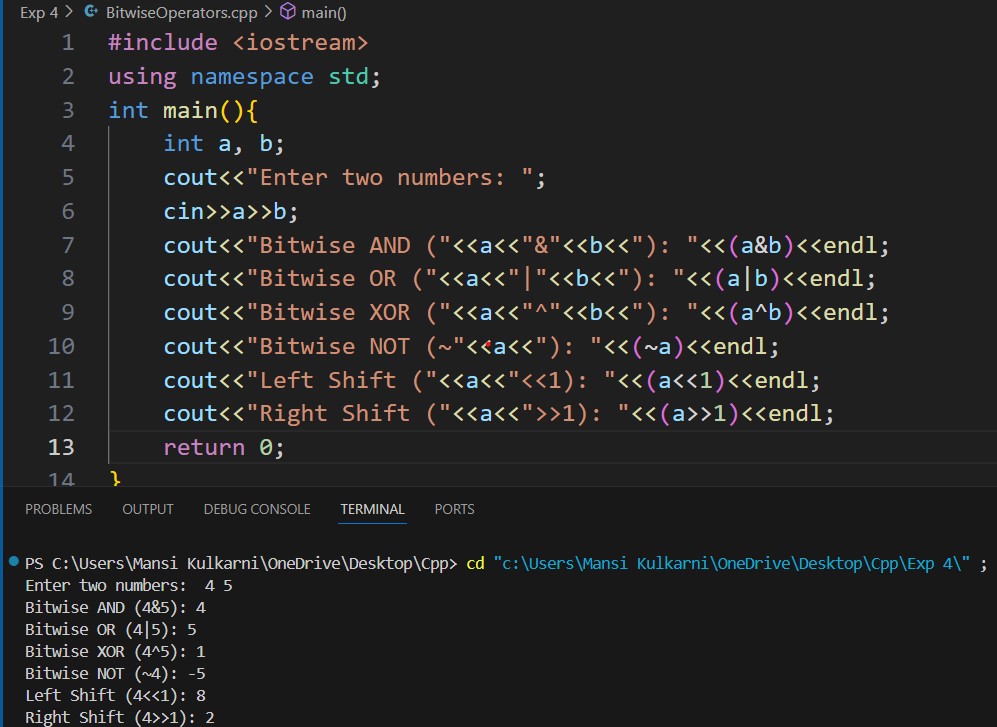 Exp 4 > BitwiseOperators.cpp > main()
1 #include <iostream>
2 using namespace std;
3 int main(){
4 int a, b;
5 cout<<"Enter two numbers: ";
6 cin>>a>>b;
7 cout<<"Bitwise AND ("<<a<<"&"<<b<<"): "<<(a&b)<<endl;
8 cout<<"Bitwise OR ("<<a<<"|"<<b<<"): "<<(a|b)<<endl;
9 cout<<"Bitwise XOR ("<<a<<"^"<<b<<"): "<<(a^b)<<endl;
10 cout<<"Bitwise NOT (~"<<a<<"): "<<(~a)<<endl;
11 cout<<"Left Shift ("<<a<<"<<1): "<<(a<<1)<<endl;
12 cout<<"Right Shift ("<<a<<">>1): "<<(a>>1)<<endl;
13 return 0;
14 }
PROBLEMS OUTPUT DEBUG CONSOLE TERMINAL PORTS
PS C:\Users\Mansi Kulkarni\OneDrive\Desktop\Cpp> cd "c:\Users\Mansi Kulkarni\OneDrive\Desktop\Cpp\Exp 4\" ;
Enter two numbers:  4 5
Bitwise AND (4&5): 4
Bitwise OR (4|5): 5
Bitwise XOR (4^5): 1
Bitwise NOT (~4): -5
Left Shift (4<<1): 8
Right Shift (4>>1): 2